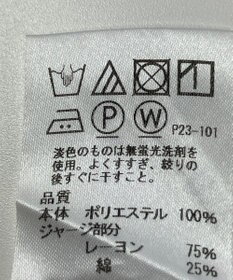 P W P23-101
淡色のものは無蛍光洗剤を
使用。よくすすぎ、絞りの
後すぐに干すこと。
品質
本体 ポリエステル 100%
ジャージ部分
レーヨン 75%
綿 25%